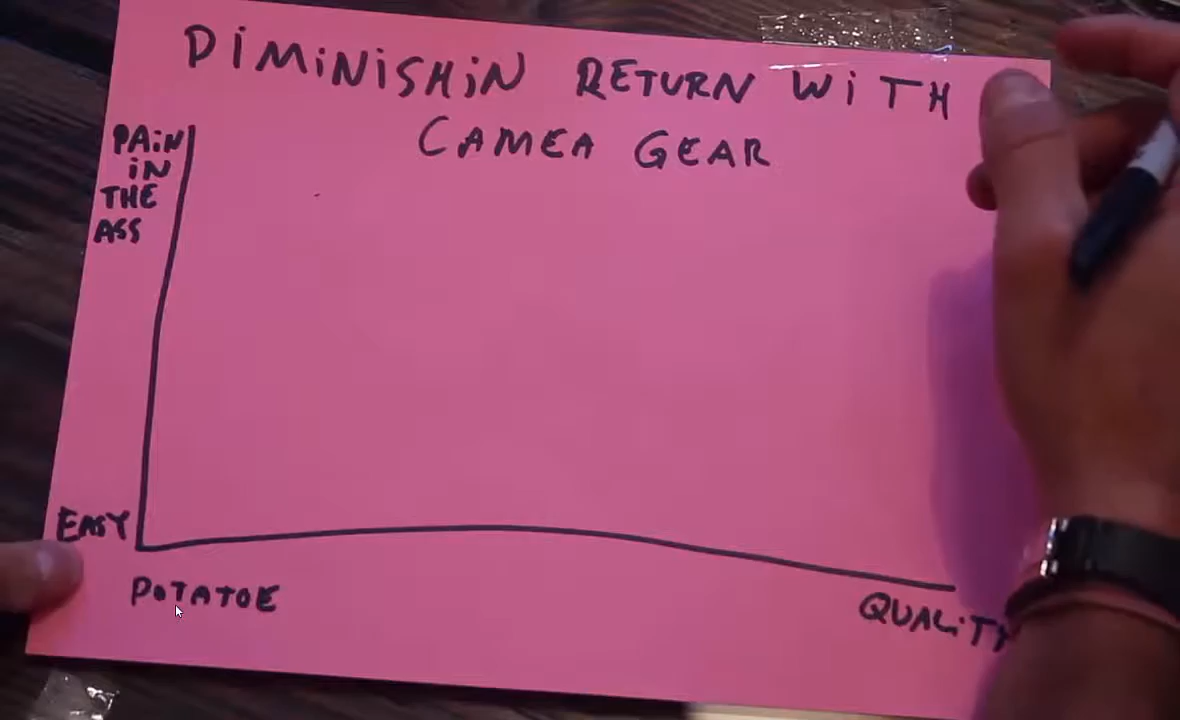 DiMiNiSHiN RETURN WiTH
CAMEA GEAR
PAiN
iN
THE
ASS
EASY
POTATOE
QUALiTY